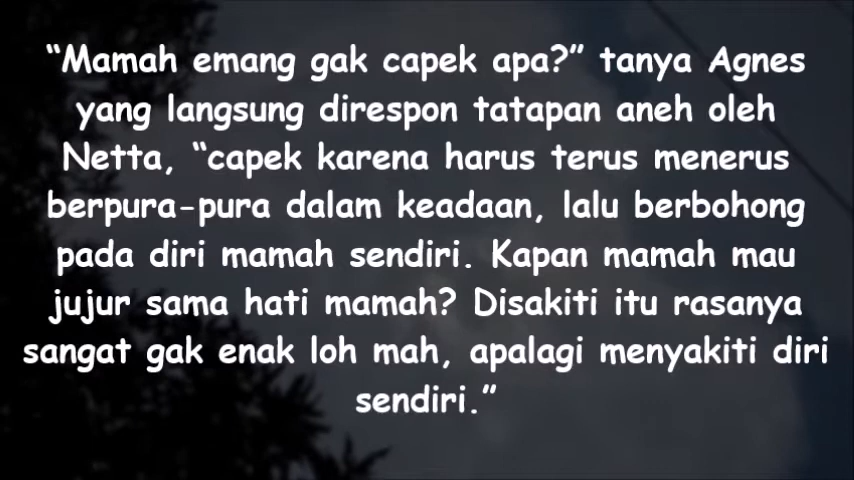 “Mamah emang gak capek apa?” tanya Agnes
yang langsung direspon tatapan aneh oleh
Netta, “capek karena harus terus menerus
berpura-pura dalam keadaan, lalu berbohong
pada diri mamah sendiri. Kapan mamah mau
jujur sama hati mamah? Disakiti itu rasanya
sangat gak enak loh mah, apalagi menyakiti diri
sendiri.”